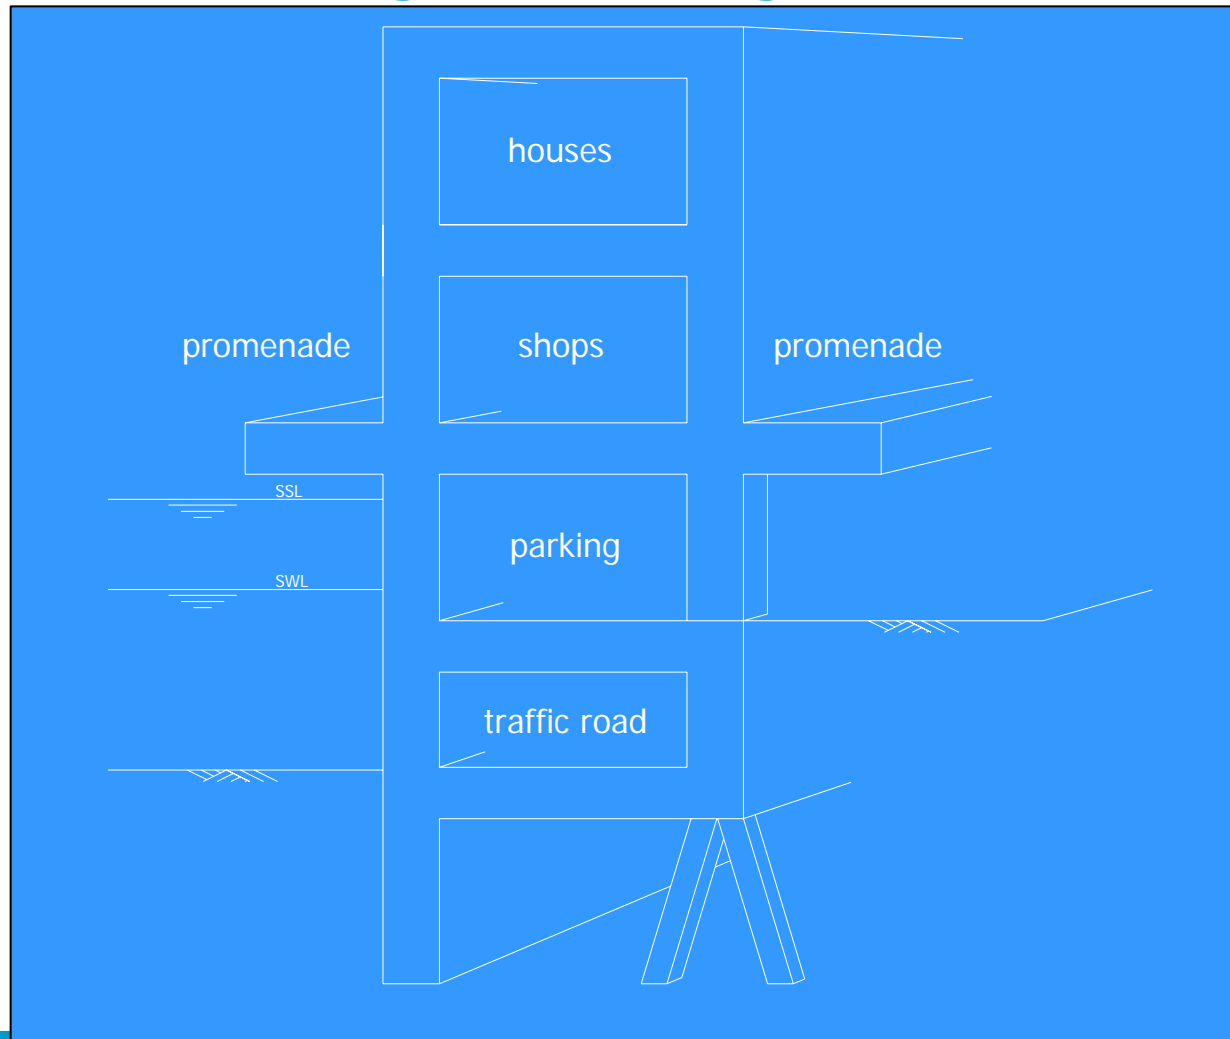 houses
promenade
shops
promenade
SSL
parking
SWL
traffic road